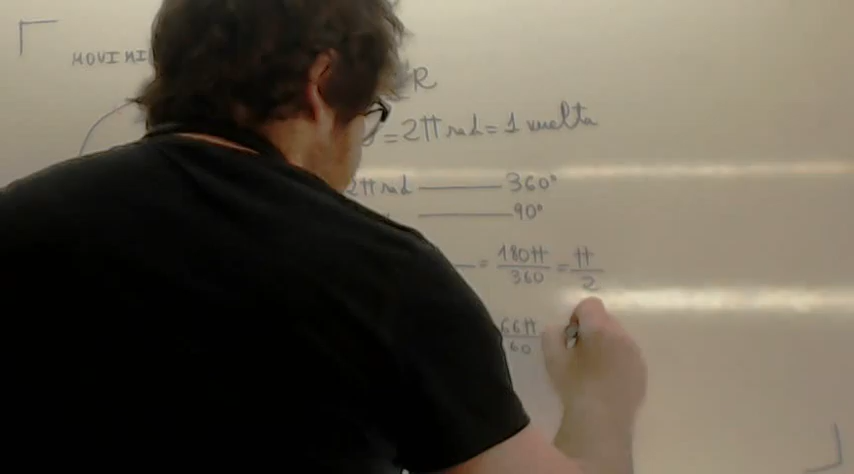 MOVIMI R
= 2π rad = 1 vuelta
2π rad — 360°
— 90°
= 180π/360 = π/2
66π/60